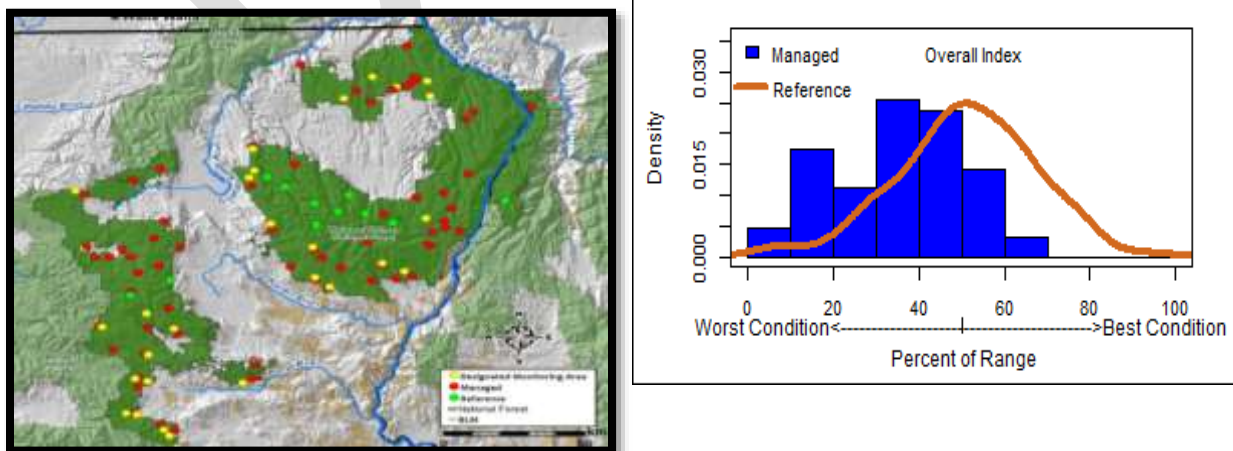 Designated Monitoring Area
Managed
Reference
National Forest
BLM
km
Managed
Reference
Overall Index
Density
0.000 0.015 0.030
0 20 40 60 80 100
Worst Condition<-------------------|------------------->Best Condition
Percent of Range